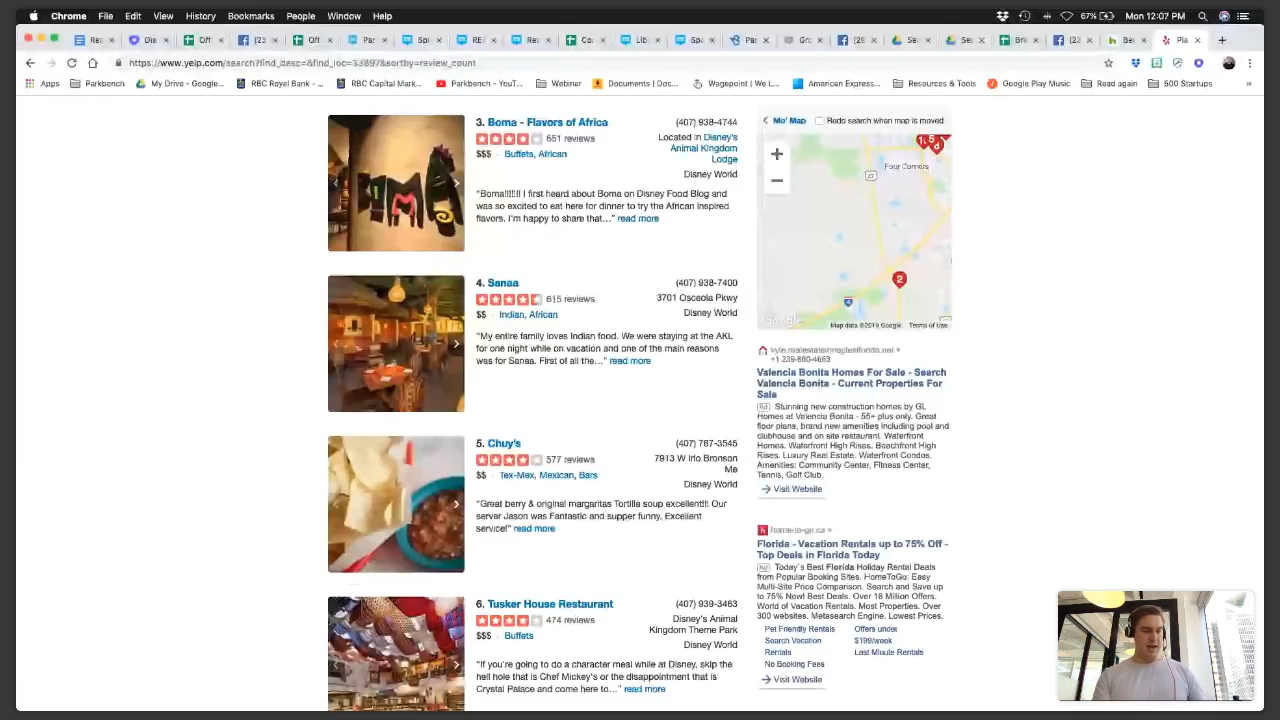 Chrome File Edit View History Bookmarks People Window Help
67% Mon 12:07 PM
https://www.yelp.com/search?find_desc=&find_loc=33897&sortby=review_count
Apps Parkbench My Drive - Google... RBC Royal Bank - ... RBC Capital Mark... Parkbench - YouT... Webinar Documents | Doc... Wagepoint | We L... American Express... Resources & Tools Google Play Music Read again 500 Startups »
3. Boma - Flavors of Africa
651 reviews
$$$ · Buffets, African
(407) 938-4744
Located in Disney's
Animal Kingdom
Lodge
Disney World
"Boma!!!!!!! I first heard about Boma on Disney Food Blog and
was so excited to eat here for dinner to try the African inspired
flavors. I'm happy to share that…" read more
4. Sanaa
615 reviews
$$ · Indian, African
(407) 938-7400
3701 Osceola Pkwy
Disney World
"My entire family loves Indian food. We were staying at the AKL
for one night while on vacation and one of the main reasons
was for Sanaa. First of all the…" read more
5. Chuy's
577 reviews
$$ · Tex-Mex, Mexican, Bars
(407) 787-3545
7913 W Irlo Bronson
Me
Disney World
"Great berry & original margaritas Tortilla soup excellent!!! Our
server Jason was Fantastic and supper funny, Excellent
service!" read more
6. Tusker House Restaurant
474 reviews
$$$ · Buffets
(407) 939-3463
Disney's Animal
Kingdom Theme Park
Disney World
"If you're going to do a character meal while at Disney, skip the
hell hole that is Chef Mickey's or the disappointment that is
Crystal Palace and come here to…" read more
Mo' Map Redo search when map is moved
Four Corners
27
2
4
Google Map data ©2019 Google Terms of Use
+1 239-880-4663
Valencia Bonita Homes For Sale - Search
Valencia Bonita - Current Properties For
Sale
Ad Stunning new construction homes by GL
Homes at Valencia Bonita - 55+ plus only. Great
floor plans, brand new amenities including pool and
clubhouse and on site restaurant. Waterfront
Homes. Waterfront High Rises. Beachfront High
Rises. Luxury Real Estate. Waterfront Condos.
Amenities: Community Center, Fitness Center,
Tennis, Golf Club.
Visit Website
home-to-go.ca
Florida - Vacation Rentals up to 75% Off -
Top Deals in Florida Today
Ad Today's Best Florida Holiday Rental Deals
from Popular Booking Sites. HomeToGo: Easy
Multi-Site Price Comparison. Search and Save up
to 75% Now! Best Deals. Over 18 Million Offers.
World of Vacation Rentals. Most Properties. Over
300 websites. Metasearch Engine. Lowest Prices.
Pet Friendly Rentals
Search Vacation
Rentals
No Booking Fees
Offers under
$199/week
Last Minute Rentals
Visit Website